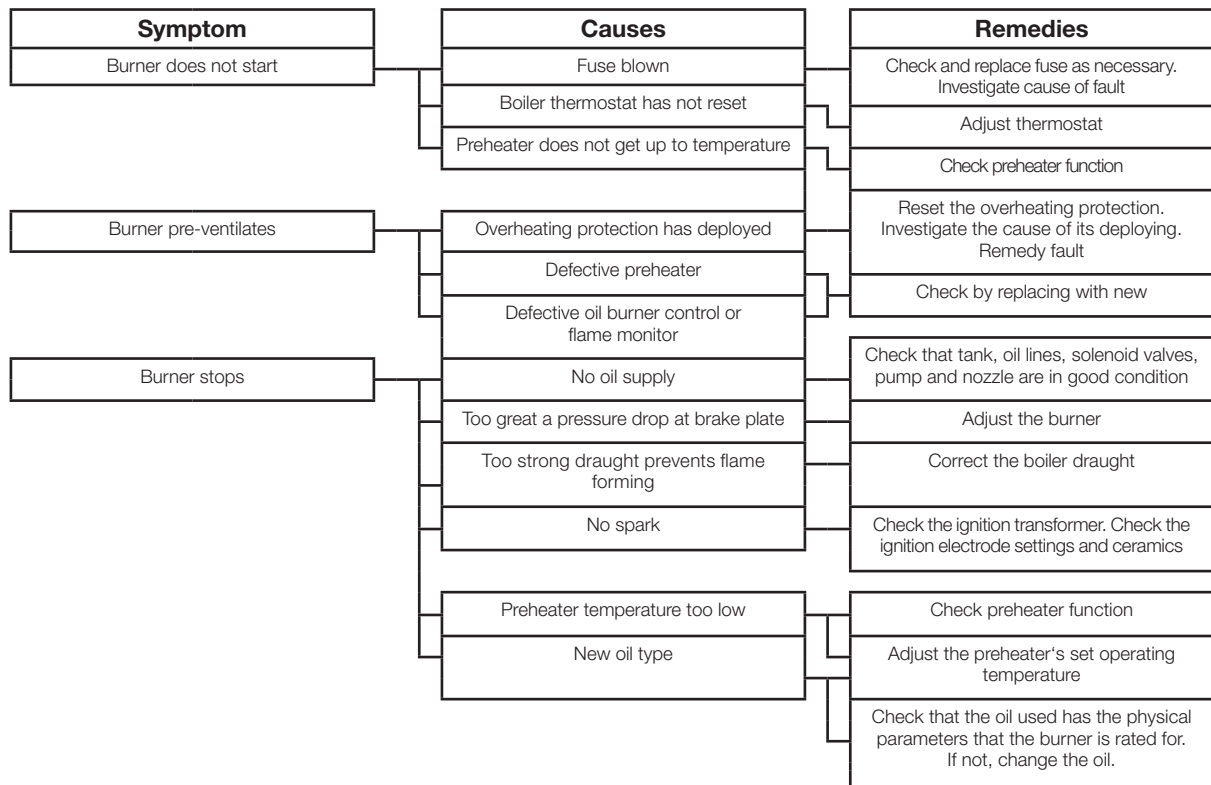 Symptom
Causes
Remedies
Burner does not start
Fuse blown
Check and replace fuse as necessary.
Investigate cause of fault
Boiler thermostat has not reset
Adjust thermostat
Preheater does not get up to temperature
Check preheater function
Burner pre-ventilates
Overheating protection has deployed
Reset the overheating protection.
Investigate the cause of its deploying.
Remedy fault
Defective preheater
Check by replacing with new
Defective oil burner control or
flame monitor
Burner stops
No oil supply
Check that tank, oil lines, solenoid valves,
pump and nozzle are in good condition
Too great a pressure drop at brake plate
Adjust the burner
Too strong draught prevents flame
forming
Correct the boiler draught
No spark
Check the ignition transformer. Check the
ignition electrode settings and ceramics
Preheater temperature too low
Check preheater function
New oil type
Adjust the preheater‘s set operating
temperature
Check that the oil used has the physical
parameters that the burner is rated for.
If not, change the oil.